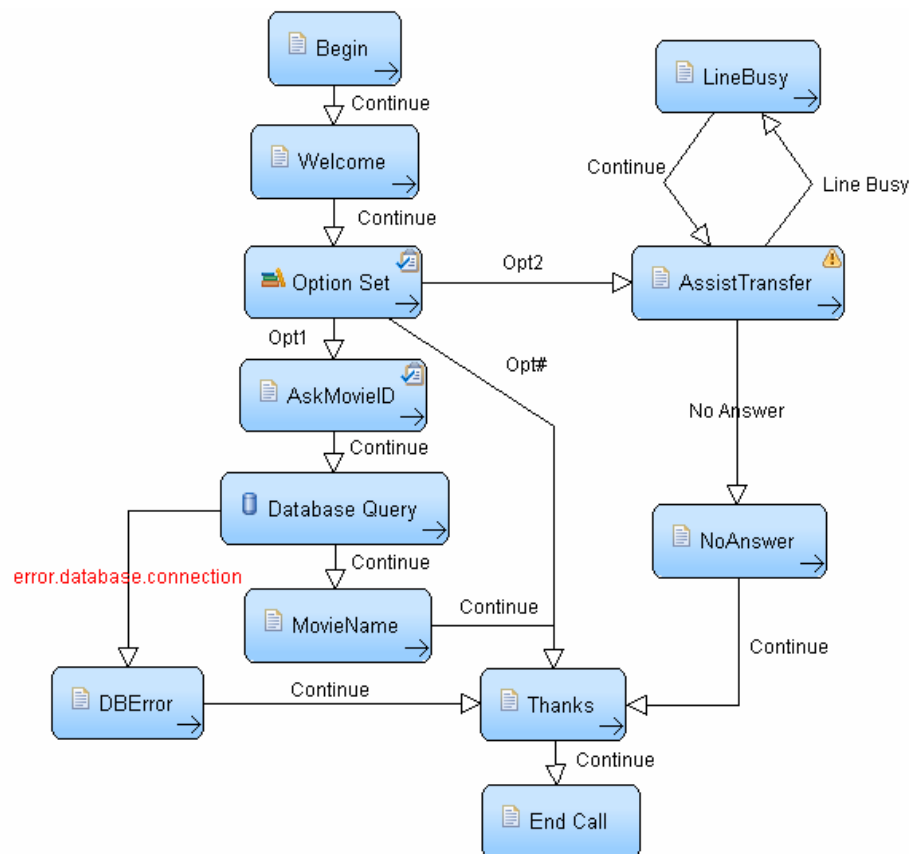 Begin
LineBusy
Continue
Welcome
Continue
Line Busy
Continue
Option Set
Opt2
AssistTransfer
Opt1
Opt#
AskMovieID
No Answer
Continue
Database Query
NoAnswer
Continue
error.database.connection
MovieName
Continue
Continue
DBError
Continue
Thanks
Continue
End Call